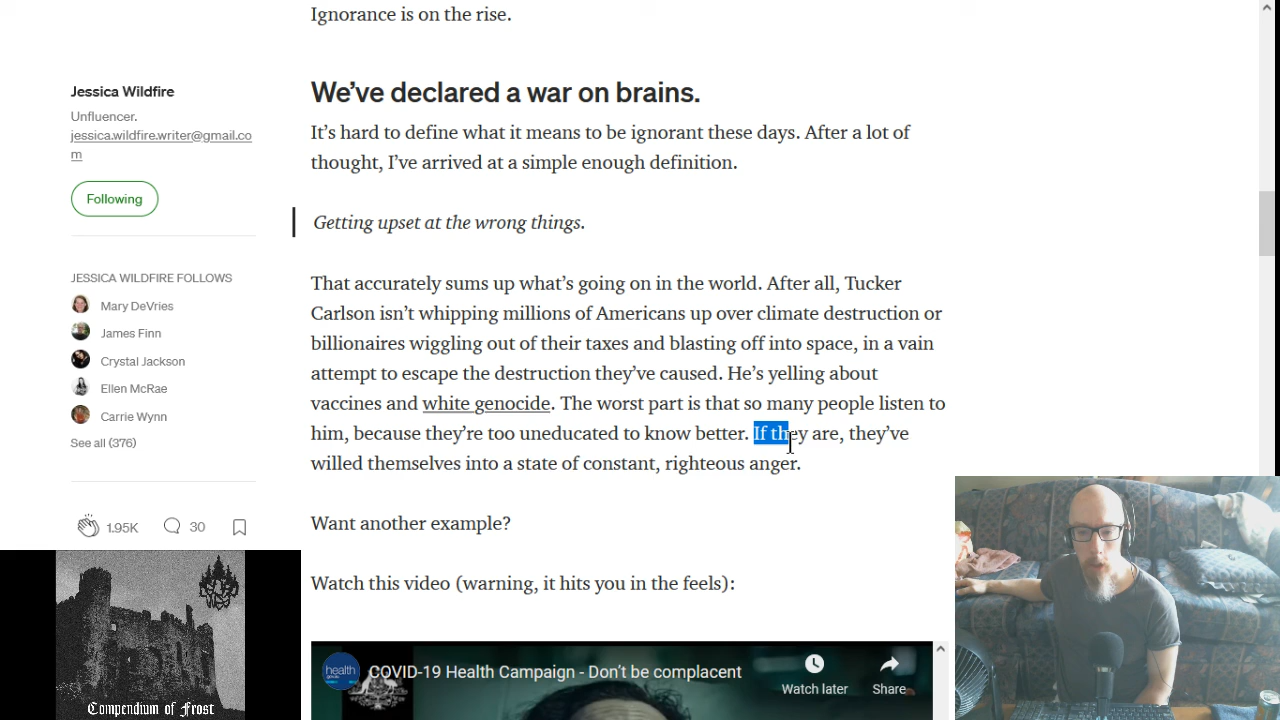 Ignorance is on the rise.
Jessica Wildfire
Unfluencer.
jessica.wildfire.writer@gmail.co
m
Following
JESSICA WILDFIRE FOLLOWS
Mary DeVries
James Finn
Crystal Jackson
Ellen McRae
Carrie Wynn
See all (376)
1.95K
30
We’ve declared a war on brains.
It’s hard to define what it means to be ignorant these days. After a lot of
thought, I’ve arrived at a simple enough definition.
Getting upset at the wrong things.
That accurately sums up what’s going on in the world. After all, Tucker
Carlson isn’t whipping millions of Americans up over climate destruction or
billionaires wiggling out of their taxes and blasting off into space, in a vain
attempt to escape the destruction they’ve caused. He’s yelling about
vaccines and white genocide. The worst part is that so many people listen to
him, because they’re too uneducated to know better. If they are, they’ve
willed themselves into a state of constant, righteous anger.
Want another example?
Watch this video (warning, it hits you in the feels):
health
COVID-19 Health Campaign - Don’t be complacent
Watch later
Share
Compendium of Frost